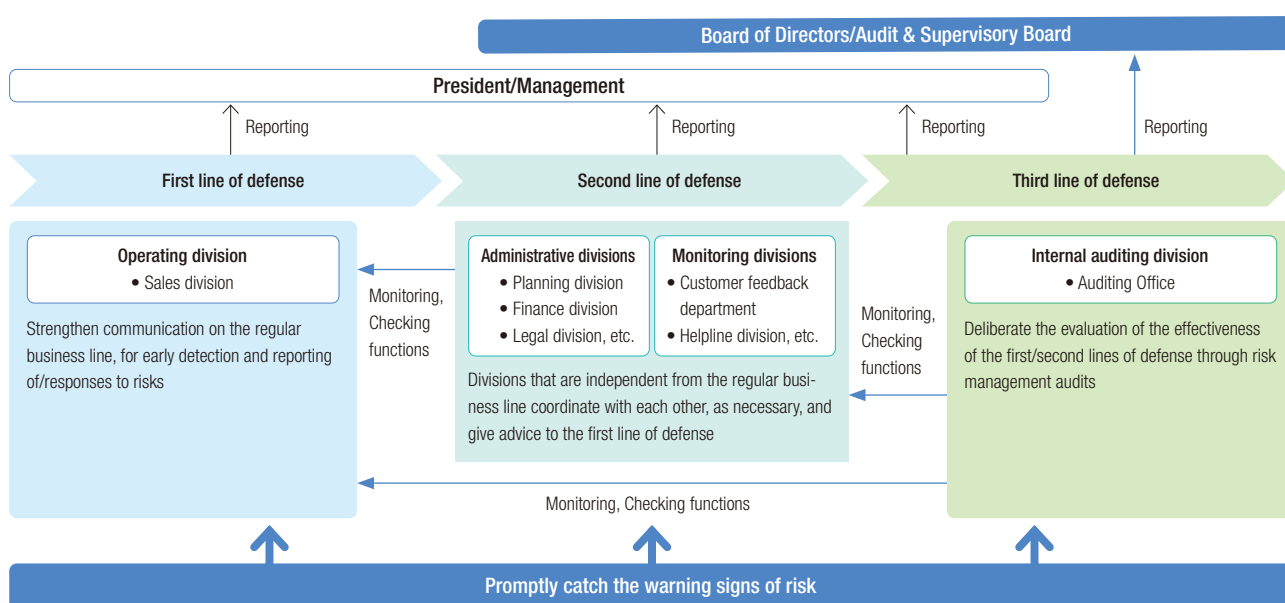 Board of Directors/Audit & Supervisory Board
President/Management
Reporting
Reporting
Reporting
Reporting
First line of defense
Second line of defense
Third line of defense
Operating division
• Sales division
Strengthen communication on the regular
business line, for early detection and reporting
of/responses to risks
Monitoring,
Checking
functions
Administrative divisions
• Planning division
• Finance division
• Legal division, etc.
Monitoring divisions
• Customer feedback
department
• Helpline division, etc.
Divisions that are independent from the regular busi-
ness line coordinate with each other, as necessary, and
give advice to the first line of defense
Monitoring,
Checking
functions
Internal auditing division
• Auditing Office
Deliberate the evaluation of the effectiveness
of the first/second lines of defense through risk
management audits
Monitoring, Checking functions
Promptly catch the warning signs of risk